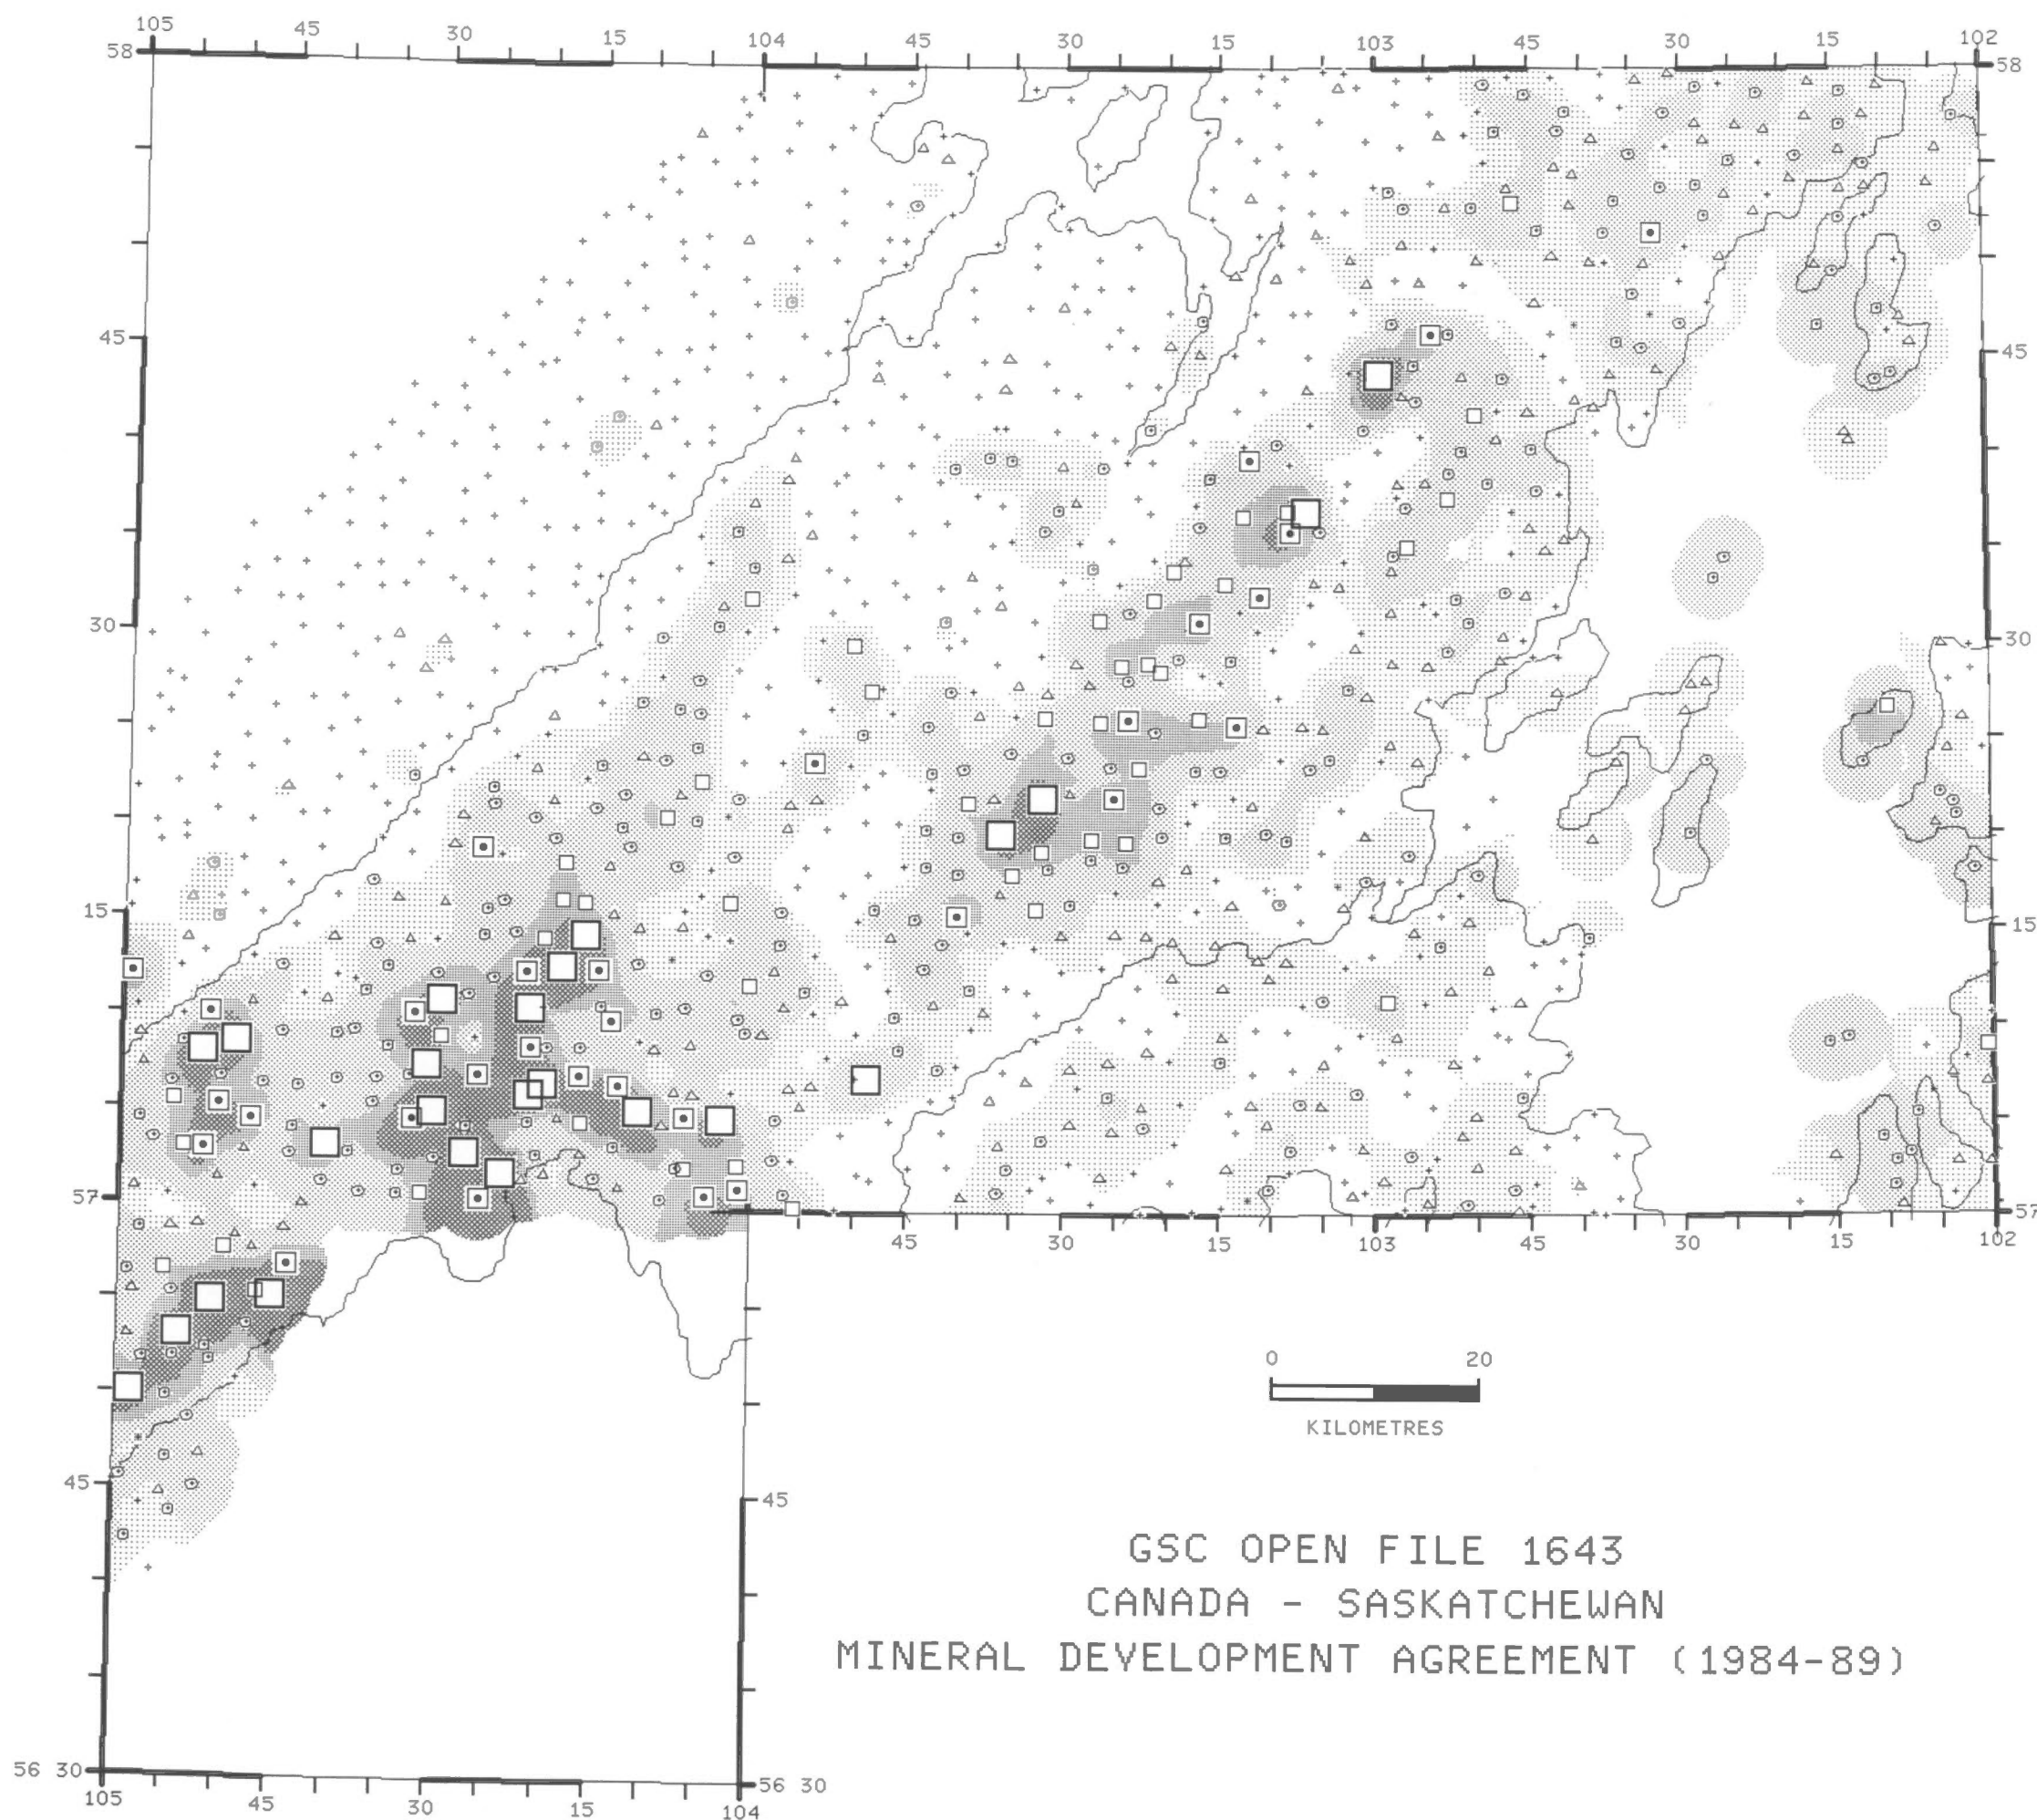 105 45 30 15 104 45 30 15 103 45 30 15 102
58 58
45 45
30 30
15 15
57 57
45 30 15 103 45 30 15 102
0 20
KILOMETRES
45 45
GSC OPEN FILE 1643
CANADA - SASKATCHEWAN
MINERAL DEVELOPMENT AGREEMENT (1984-89)
56 30 56 30
105 45 30 15 104